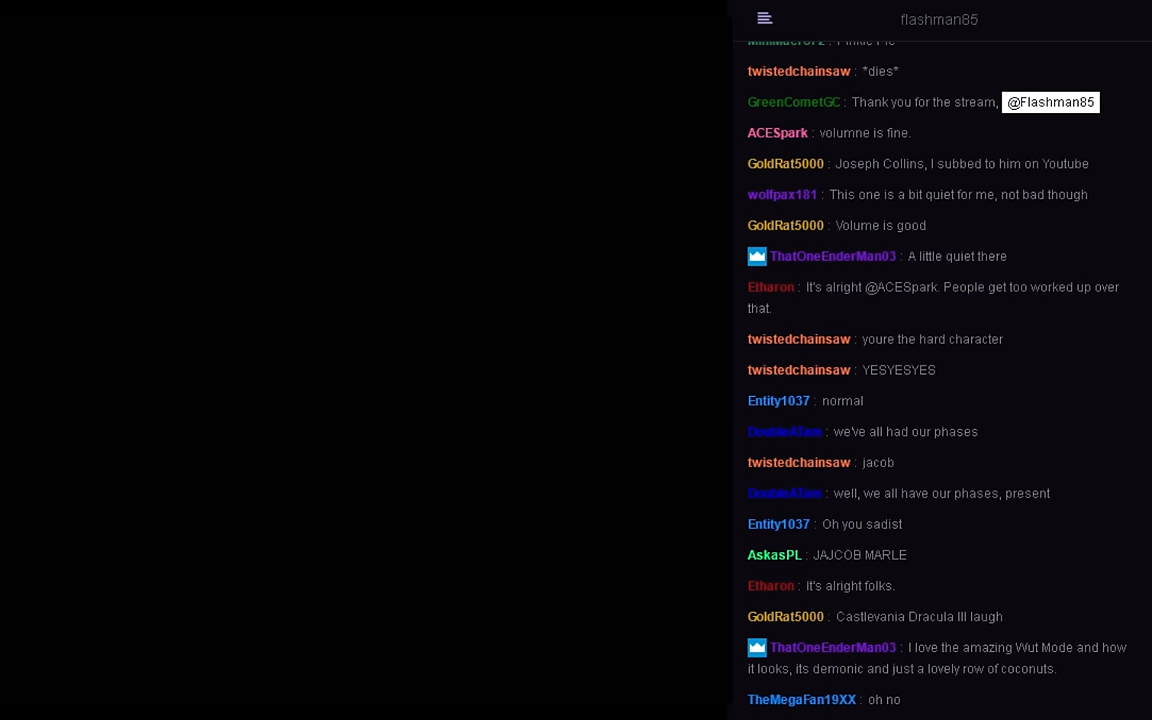 flashman85
twistedchainsaw : *dies*
GreenCometGC : Thank you for the stream, @Flashman85
ACESpark : volumne is fine.
GoldRat5000 : Joseph Collins, I subbed to him on Youtube
wolfpax181 : This one is a bit quiet for me, not bad though
GoldRat5000 : Volume is good
ThatOneEnderMan03 : A little quiet there
Etharon : It's alright @ACESpark. People get too worked up over
that.
twistedchainsaw : youre the hard character
twistedchainsaw : YESYESYES
Entity1037 : normal
: we've all had our phases
twistedchainsaw : jacob
: well, we all have our phases, present
Entity1037 : Oh you sadist
AskasPL : JAJCOB MARLE
Etharon : It's alright folks.
GoldRat5000 : Castlevania Dracula III laugh
ThatOneEnderMan03 : I love the amazing Wut Mode and how
it looks, its demonic and just a lovely row of coconuts.
TheMegaFan19XX : oh no